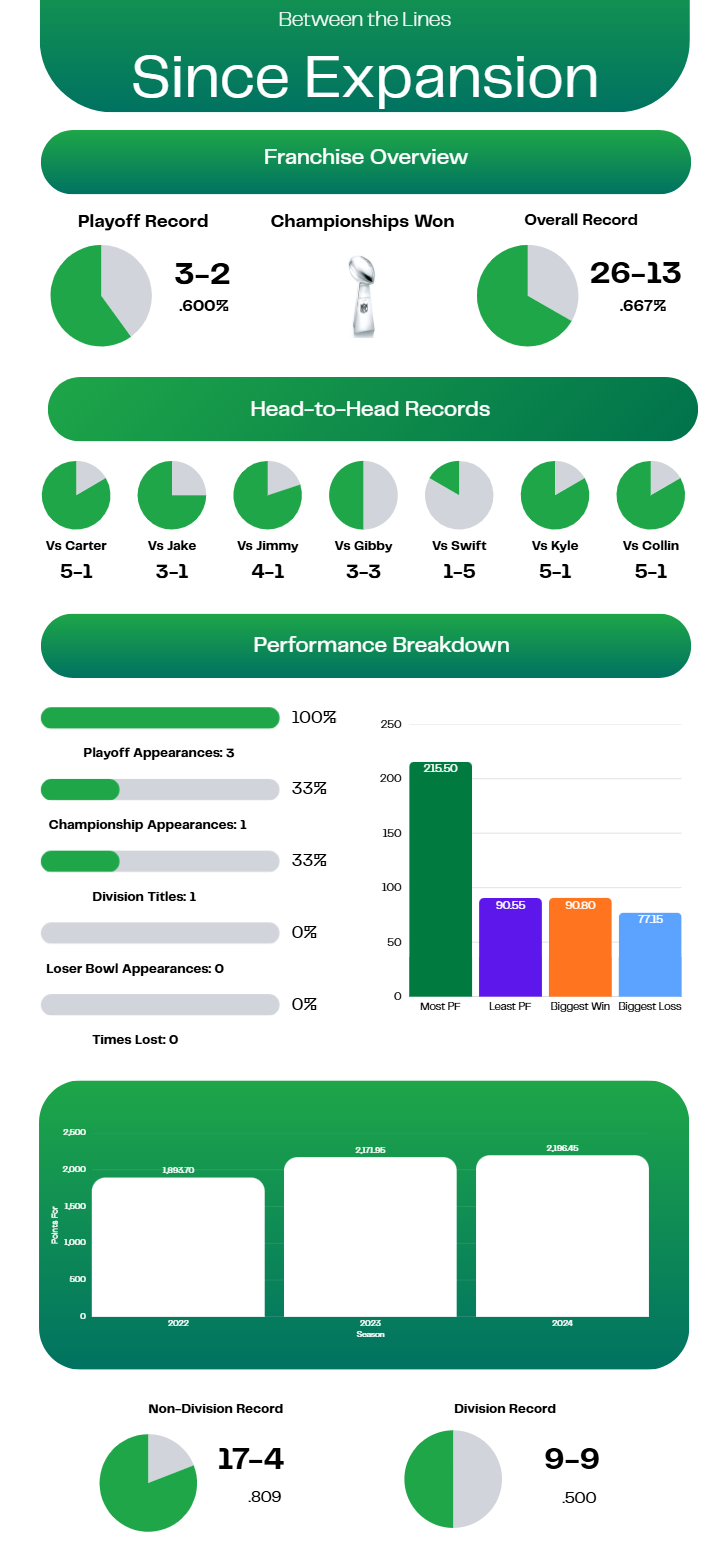 Between the Lines
Since Expansion
Franchise Overview
Playoff Record
Championships Won
Overall Record
3-2
.600%
NFL
26-13
.667%
Head-to-Head Records
Vs Carter
Vs Jake
Vs Jimmy
Vs Gibby
Vs Swift
Vs Kyle
Vs Collin
5-1
3-1
4-1
3-3
1-5
5-1
5-1
Performance Breakdown
100%
Playoff Appearances: 3
33%
Championship Appearances: 1
33%
Division Titles: 1
0%
Loser Bowl Appearances: 0
0%
Times Lost: 0
250
200
150
100
50
0
215.50
90.55
90.80
77.15
Most PF
Least PF
Biggest Win
Biggest Loss
Points For
2,500
2,000
1,500
1,000
500
0
1,893.70
2,171.95
2,196.45
2022
2023
2024
Season
Non-Division Record
17-4
.809
Division Record
9-9
.500